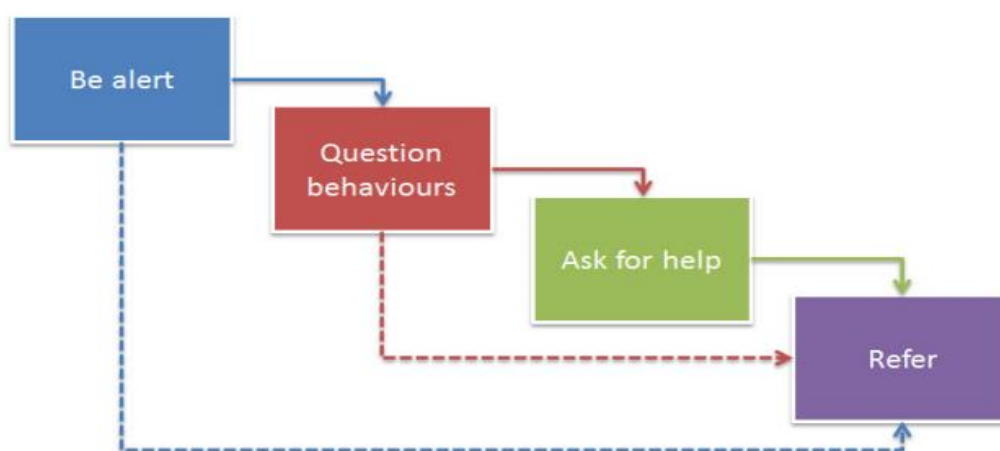 Be alert
Question
behaviours
Ask for help
Refer